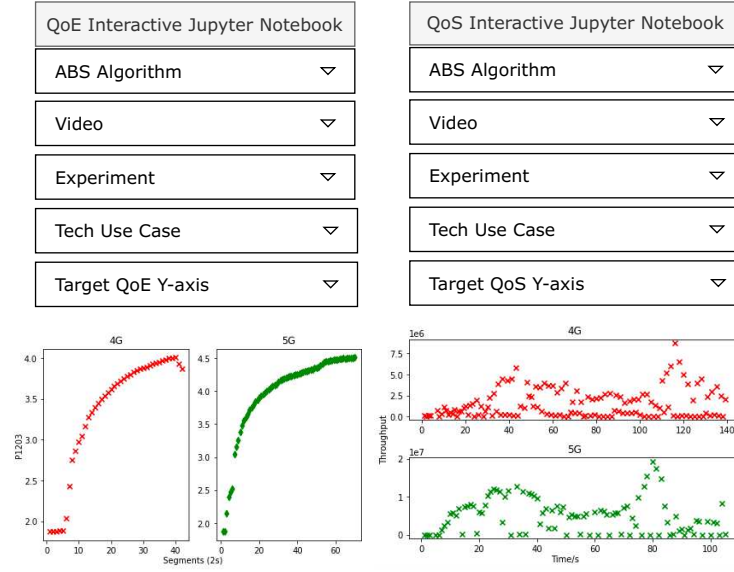 QoE Interactive Jupyter Notebook
ABS Algorithm
Video
Experiment
Tech Use Case
Target QoE Y-axis
4G
5G
P1203
4.0
3.5
3.0
2.5
2.0
0
20
40
4.5
4.0
3.5
3.0
2.5
2.0
0
20
40
60
Segments (2s)
QoS Interactive Jupyter Notebook
ABS Algorithm
Video
Experiment
Tech Use Case
Target QoS Y-axis
1e6
4G
7.5
5.0
2.5
0.0
0
20
40
60
80
100
120
140
Throughput
1e7
5G
2
1
0
0
20
40
60
80
100
Time/s